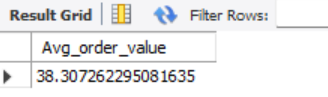 Result Grid Filter Rows:
Avg_order_value
38.307262295081635